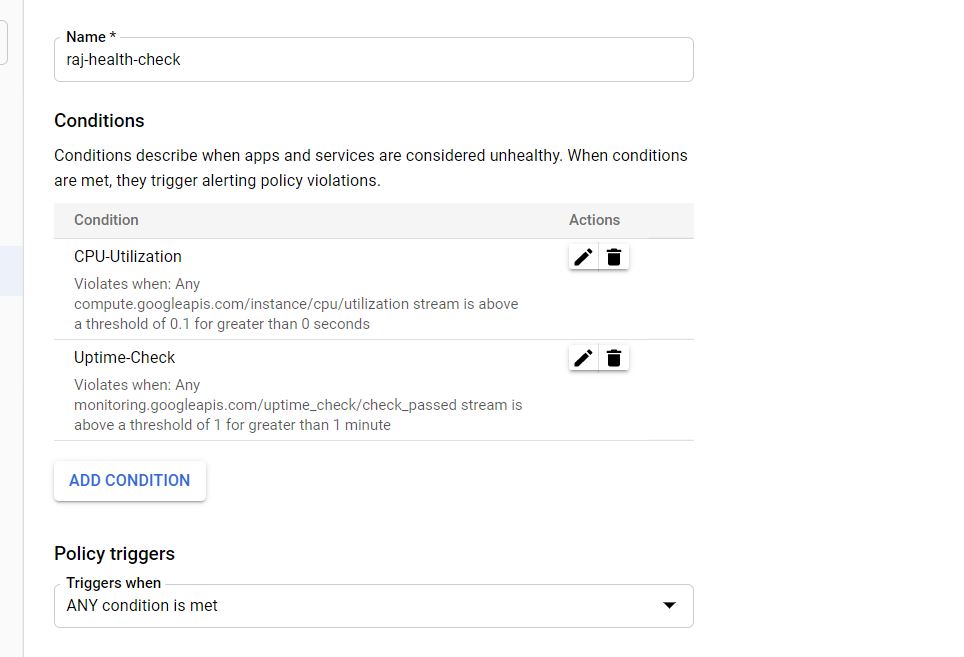 Name *
raj-health-check
Conditions
Conditions describe when apps and services are considered unhealthy. When conditions
are met, they trigger alerting policy violations.
Condition Actions
CPU-Utilization
Violates when: Any
compute.googleapis.com/instance/cpu/utilization stream is above
a threshold of 0.1 for greater than 0 seconds
Uptime-Check
Violates when: Any
monitoring.googleapis.com/uptime_check/check_passed stream is
above a threshold of 1 for greater than 1 minute
ADD CONDITION
Policy triggers
Triggers when
ANY condition is met